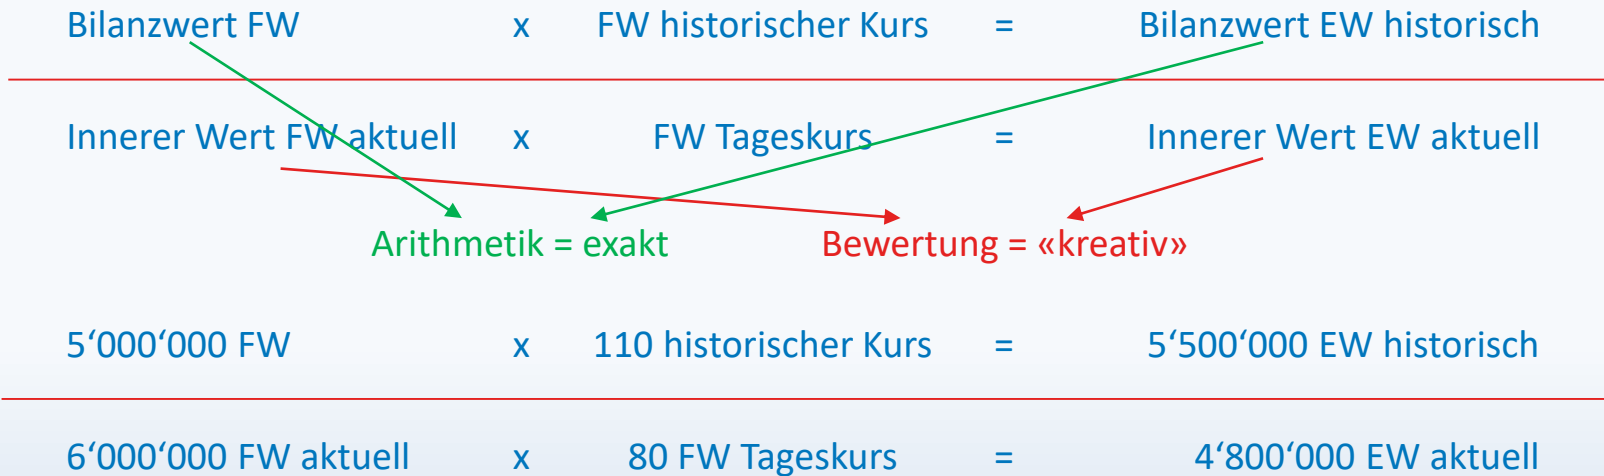 Bilanzwert FW x FW historischer Kurs = Bilanzwert EW historisch
Innerer Wert FW aktuell x FW Tageskurs = Innerer Wert EW aktuell
Arithmetik = exakt Bewertung = «kreativ»
5‘000‘000 FW x 110 historischer Kurs = 5‘500‘000 EW historisch
6‘000‘000 FW aktuell x 80 FW Tageskurs = 4‘800‘000 EW aktuell